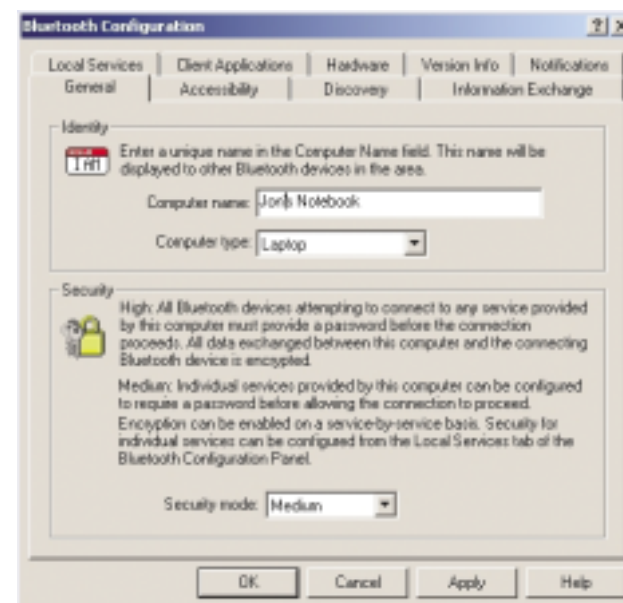 Bluetooth Configuration
Local Services
Client Applications
Hardware
Version Info
Notifications
General
Accessibility
Discovery
Information Exchange
Identity
I AM
Enter a unique name in the Computer Name field. This name will be
displayed to other Bluetooth devices in the area.
Computer name: Jon's Notebook
Computer type: Laptop
Security
High: All Bluetooth devices attempting to connect to any service provided
by this computer must provide a password before the connection
proceeds. All data exchanged between this computer and the connecting
Bluetooth device is encrypted.
Medium: Individual services provided by this computer can be configured
to require a password before allowing the connection to proceed.
Encryption can be enabled on a service-by-service basis. Security for
individual services can be configured from the Local Services tab of the
Bluetooth Configuration Panel.
Security mode: Medium
OK
Cancel
Apply
Help